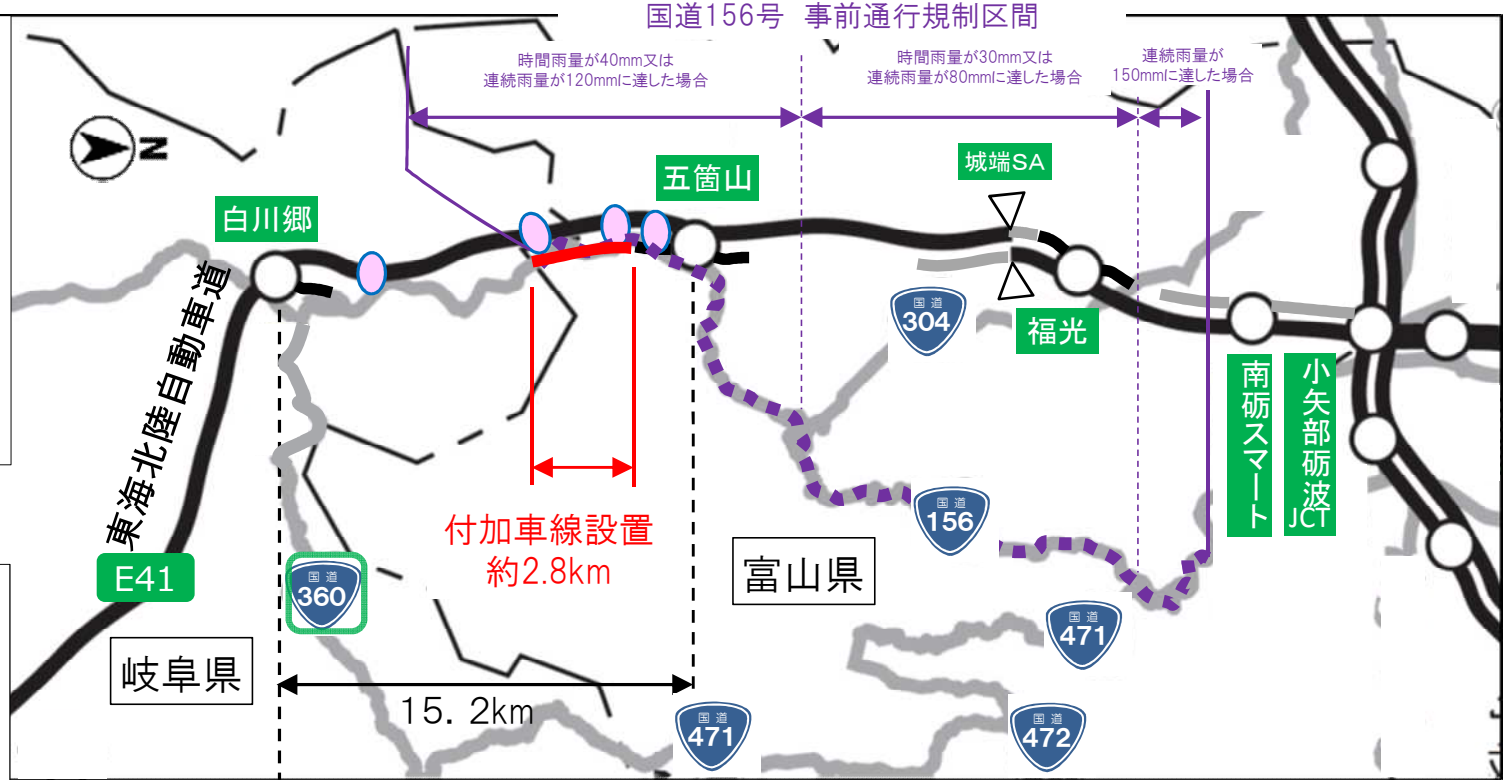 国道156号 事前通行規制区間
時間雨量が40mm又は
連続雨量が120mmに達した場合
時間雨量が30mm又は
連続雨量が80mmに達した場合
連続雨量が
150mmに達した場合
N
白川郷
五箇山
城端SA
福光
南砺スマート
小矢部砺波
JCT
東海北陸自動車道
E41
国道
304
国道
156
国道
360
国道
471
国道
471
国道
472
付加車線設置
約2.8km
富山県
岐阜県
15.2km